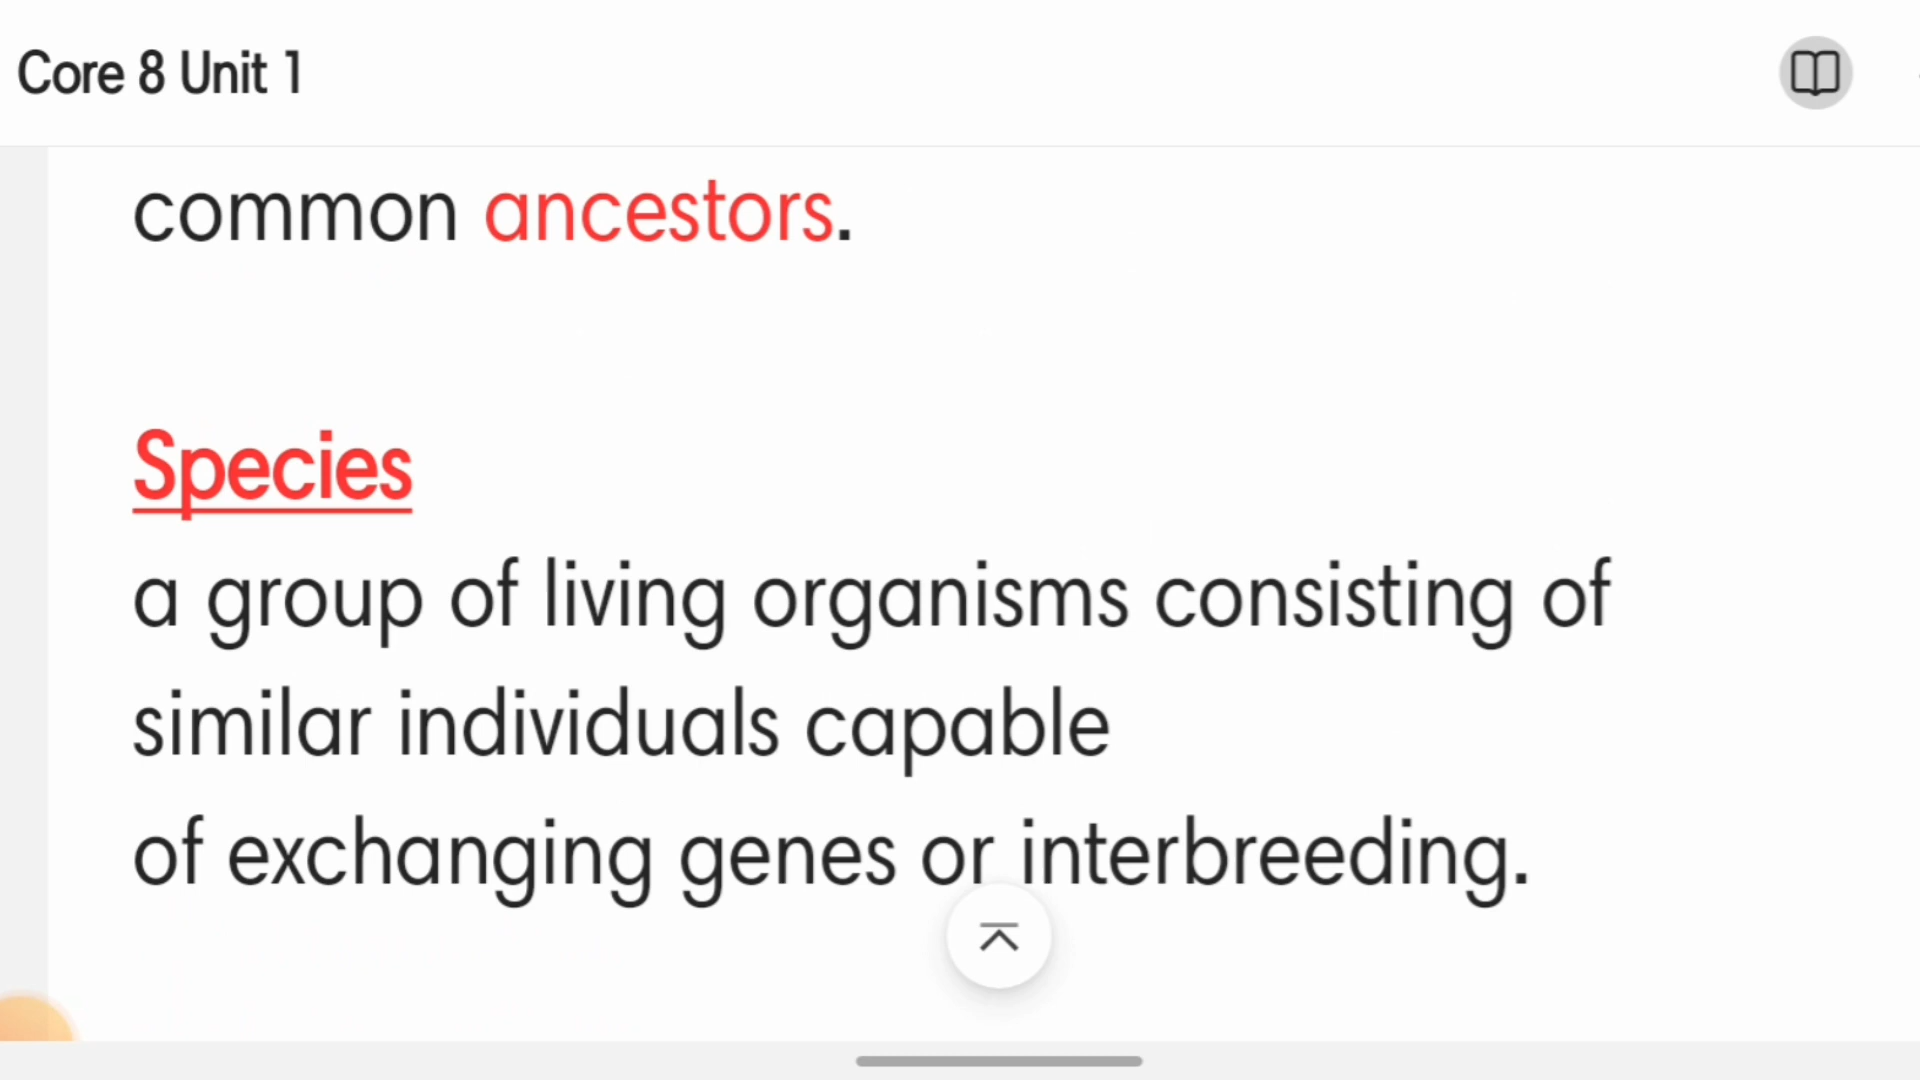 Core 8 Unit 1
common ancestors.
Species
a group of living organisms consisting of
similar individuals capable
of exchanging genes or interbreeding.